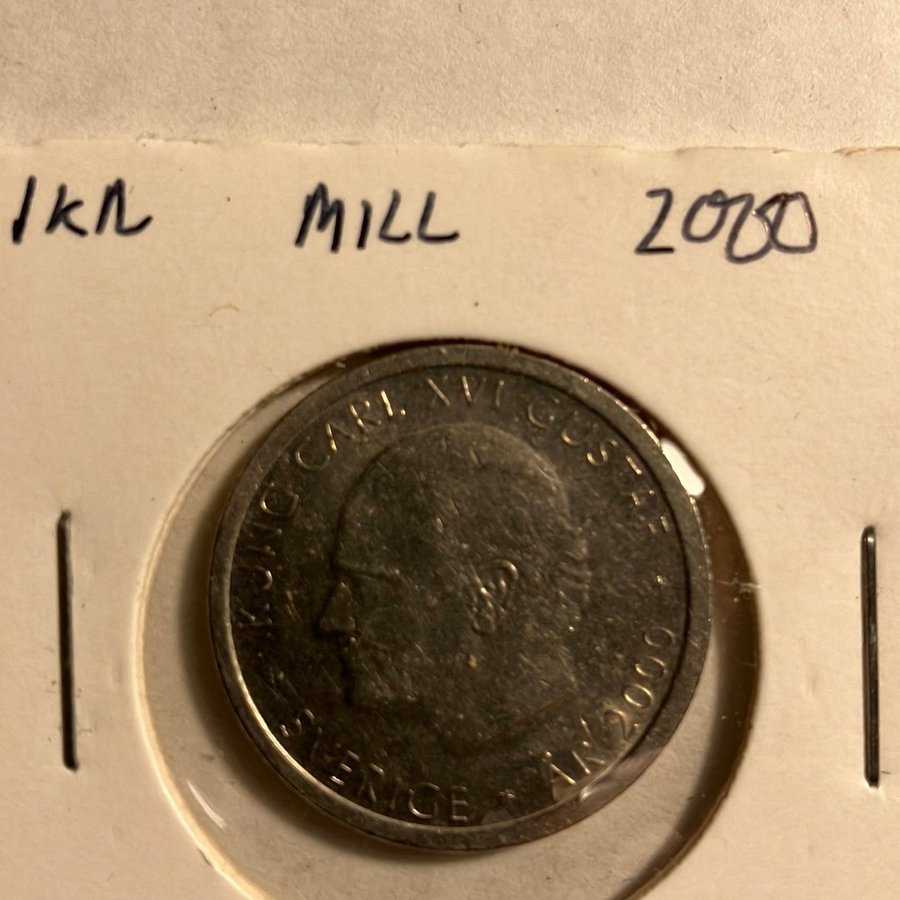 1KR MILL 2000
KUNG CARL XVI GUSTAF
SVERIGE · ÅR 2000 ·